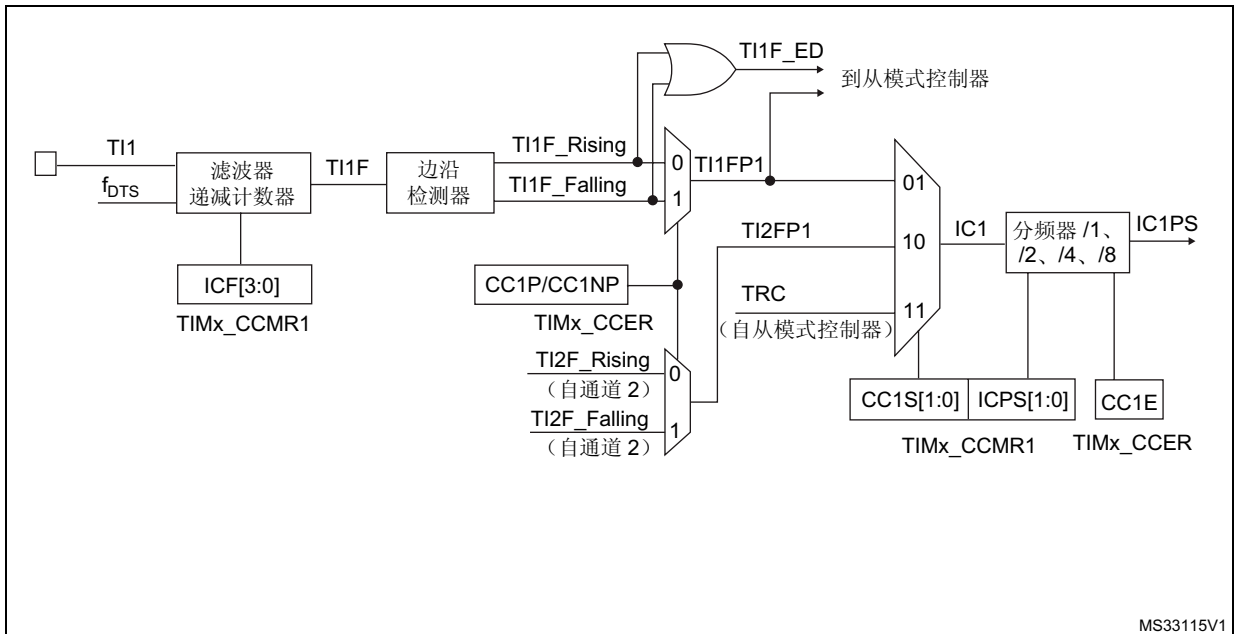 TI1F_ED
到从模式控制器
TI1
f_DTS
滤波器
递减计数器
TI1F
边沿
检测器
TI1F_Rising
TI1F_Falling
0
1
TI1FP1
01
10
11
TI2FP1
TRC
（自从模式控制器）
IC1
分频器 /1、
/2、/4、/8
IC1PS
ICF[3:0]
TIMx_CCMR1
CC1P/CC1NP
TIMx_CCER
TI2F_Rising
（自通道 2）
TI2F_Falling
（自通道 2）
0
1
CC1S[1:0]
ICPS[1:0]
TIMx_CCMR1
CC1E
TIMx_CCER
MS33115V1